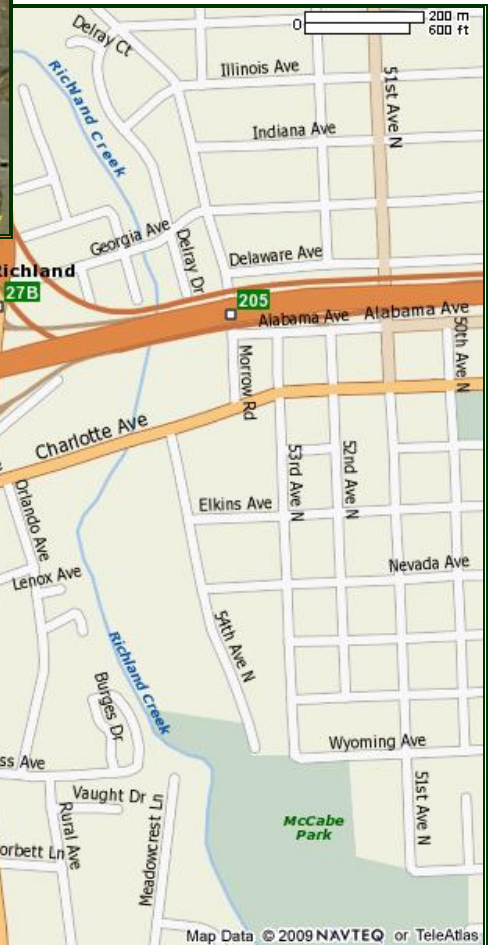 0
200 m
600 ft
Delray Ct
Richland Creek
Illinois Ave
51st Ave N
Indiana Ave
Georgia Ave
Delray Dr
Delaware Ave
Richland
27B
205
Alabama Ave
Alabama Ave
50th Ave N
Morrow Rd
Charlotte Ave
Orlando Ave
53rd Ave N
52nd Ave N
Elkins Ave
Lenox Ave
Nevada Ave
54th Ave N
Richland Creek
Burges Dr
Wyoming Ave
ss Ave
Vaught Dr
Rural Ave
Meadowcrest Ln
51st Ave N
McCabe
Park
orbett Ln
Map Data © 2009 NAVTEQ or TeleAtlas